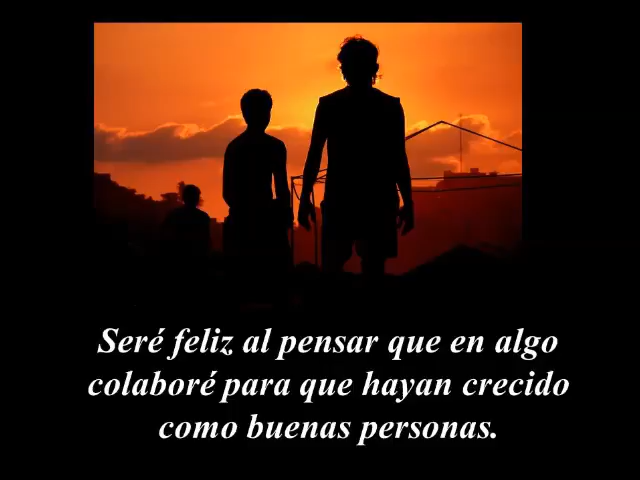 Seré feliz al pensar que en algo
colaboré para que hayan crecido
como buenas personas.